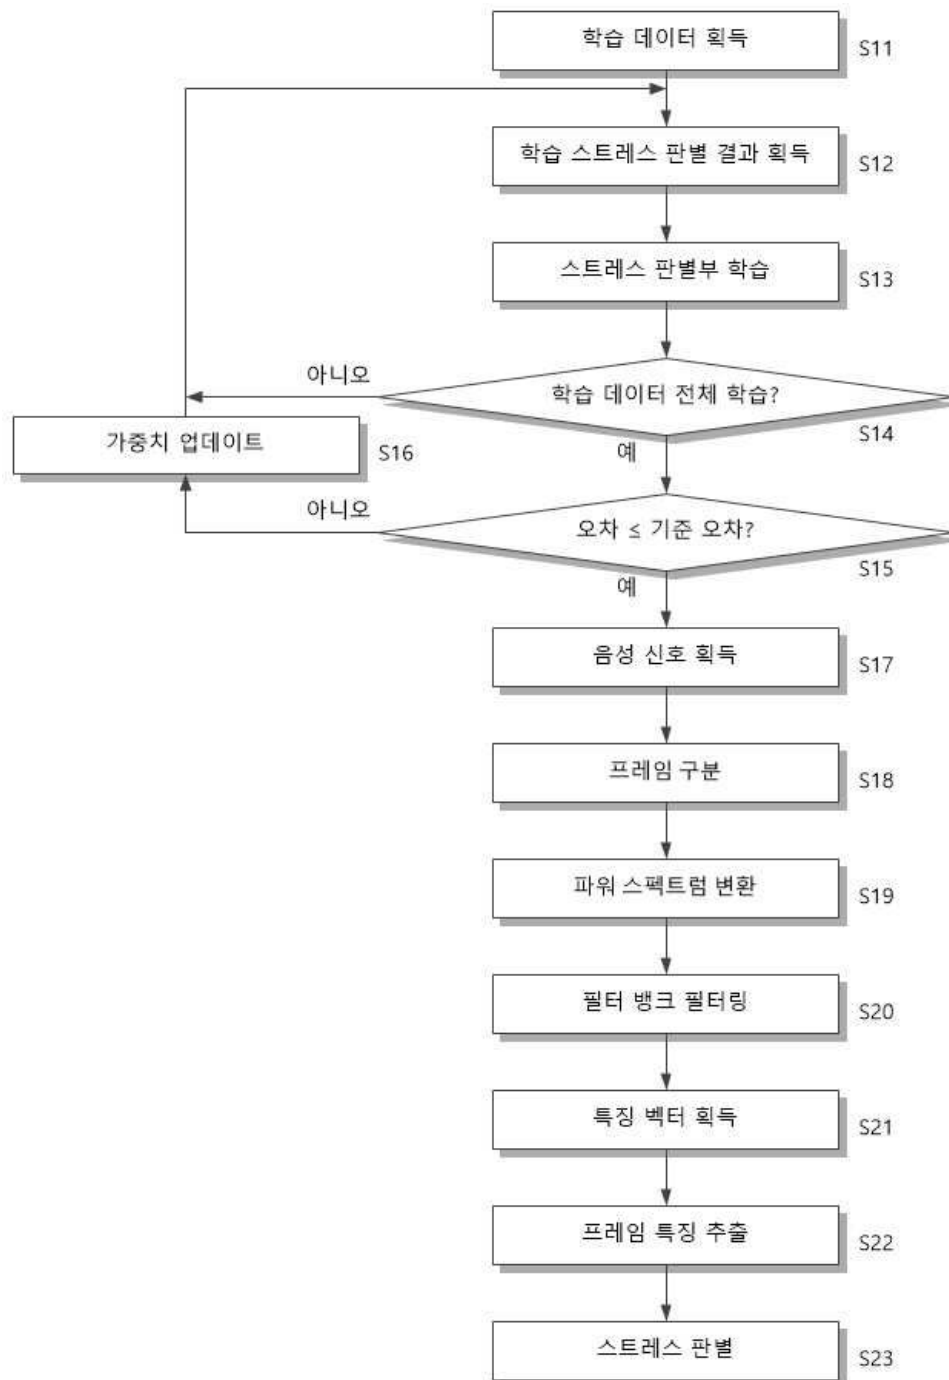 학습 데이터 획득
S11
학습 스트레스 판별 결과 획득
S12
스트레스 판별부 학습
S13
아니오
학습 데이터 전체 학습?
S14
예
가중치 업데이트
S16
아니오
오차 ≤ 기준 오차?
S15
예
음성 신호 획득
S17
프레임 구분
S18
파워 스펙트럼 변환
S19
필터 뱅크 필터링
S20
특징 벡터 획득
S21
프레임 특징 추출
S22
스트레스 판별
S23